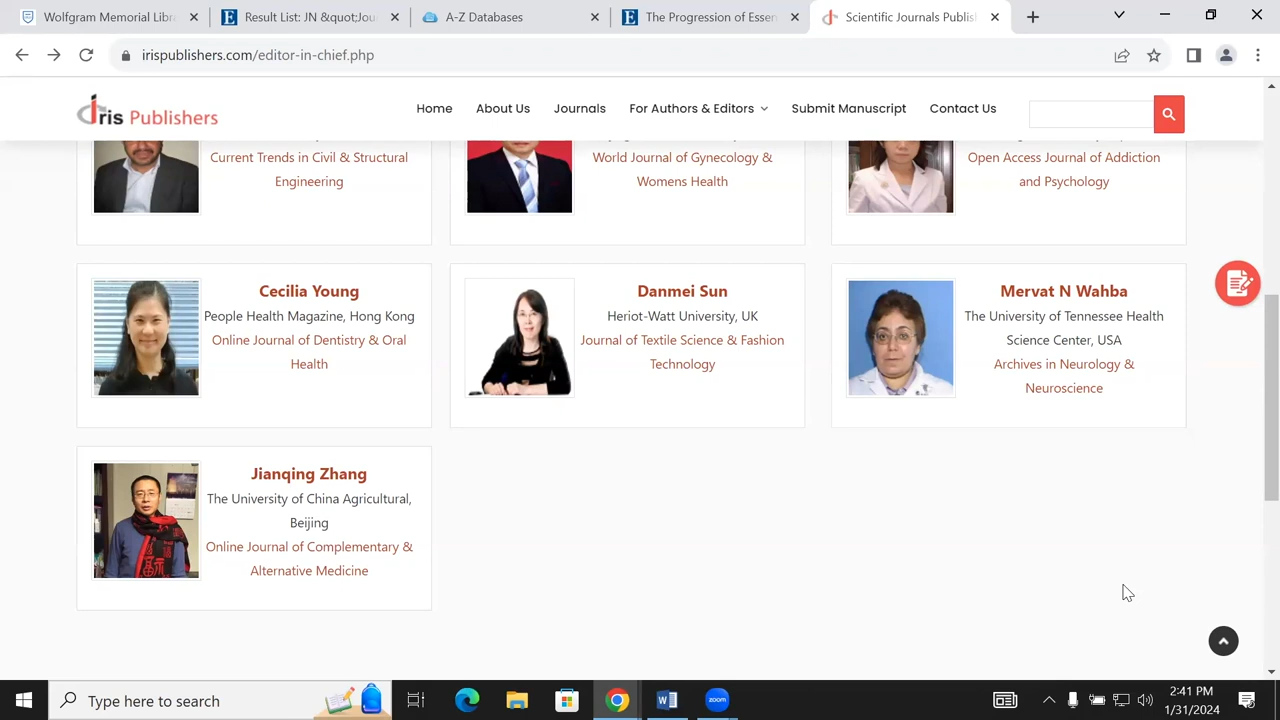 Wolfgram Memorial Libra
Result List: JN &quot;Jou
A-Z Databases
The Progression of Essen
Scientific Journals Publis
irispublishers.com/editor-in-chief.php
iris Publishers
Home
About Us
Journals
For Authors & Editors
Submit Manuscript
Contact Us
Current Trends in Civil & Structural
Engineering
World Journal of Gynecology &
Womens Health
Open Access Journal of Addiction
and Psychology
Cecilia Young
People Health Magazine, Hong Kong
Online Journal of Dentistry & Oral
Health
Danmei Sun
Heriot-Watt University, UK
Journal of Textile Science & Fashion
Technology
Mervat N Wahba
The University of Tennessee Health
Science Center, USA
Archives in Neurology &
Neuroscience
Jianqing Zhang
The University of China Agricultural,
Beijing
Online Journal of Complementary &
Alternative Medicine
Type here to search
zoom
2:41 PM
1/31/2024